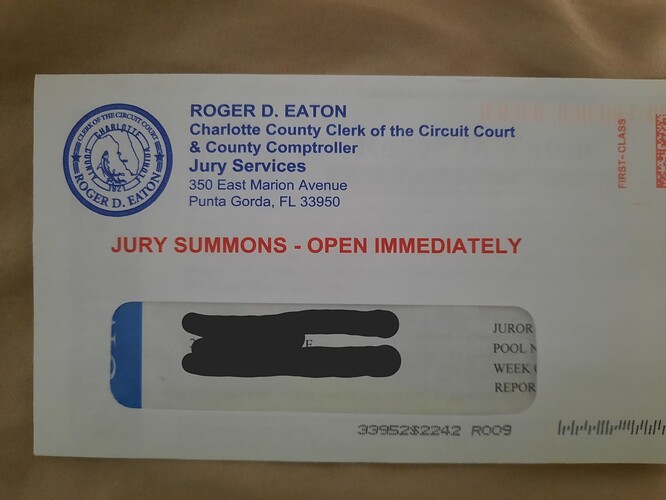 CLERK OF THE CIRCUIT COURT
CHARLOTTE
COUNTY
FLORIDA
1921
ROGER D. EATON
ROGER D. EATON
Charlotte County Clerk of the Circuit Court
& County Comptroller
Jury Services
350 East Marion Avenue
Punta Gorda, FL 33950
FIRST-CLASS
JURY SUMMONS - OPEN IMMEDIATELY
JUROR
POOL
WEEK
REPOR
33952$2242 R009